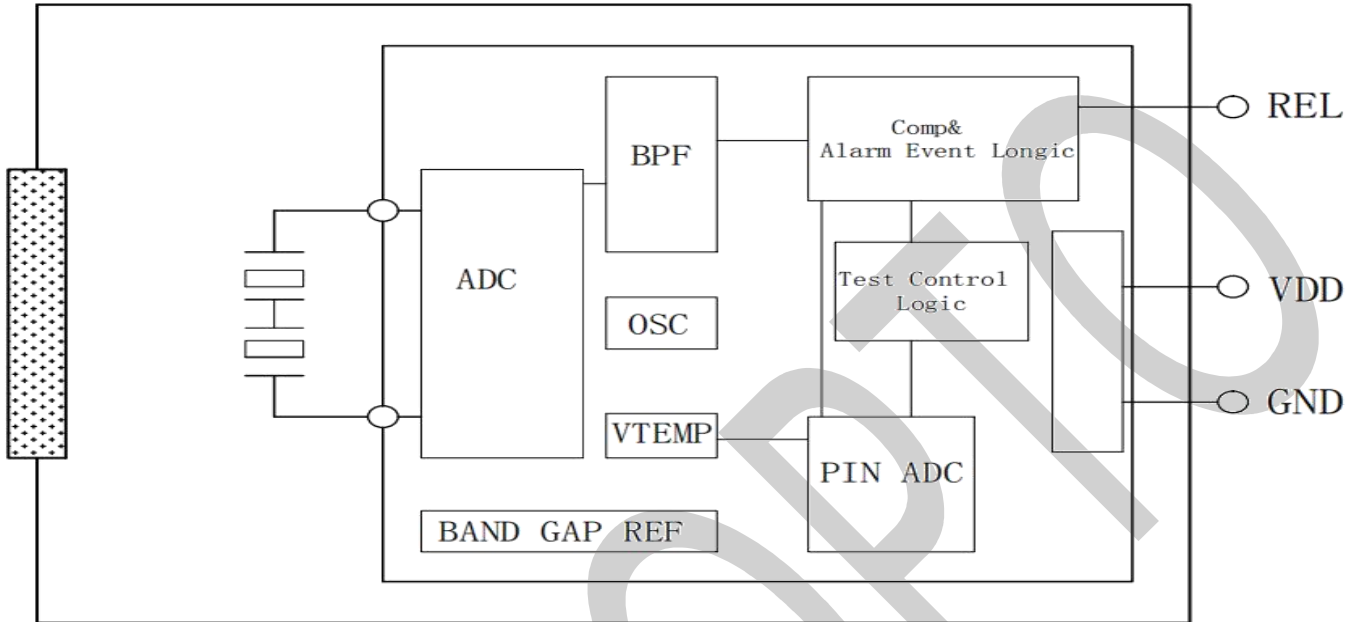 REL
Comp&
Alarm Event Longic
BPF
ADC
Test Control
Logic
VDD
OSC
GND
VTEMP
PIN ADC
BAND GAP REF
OPTO